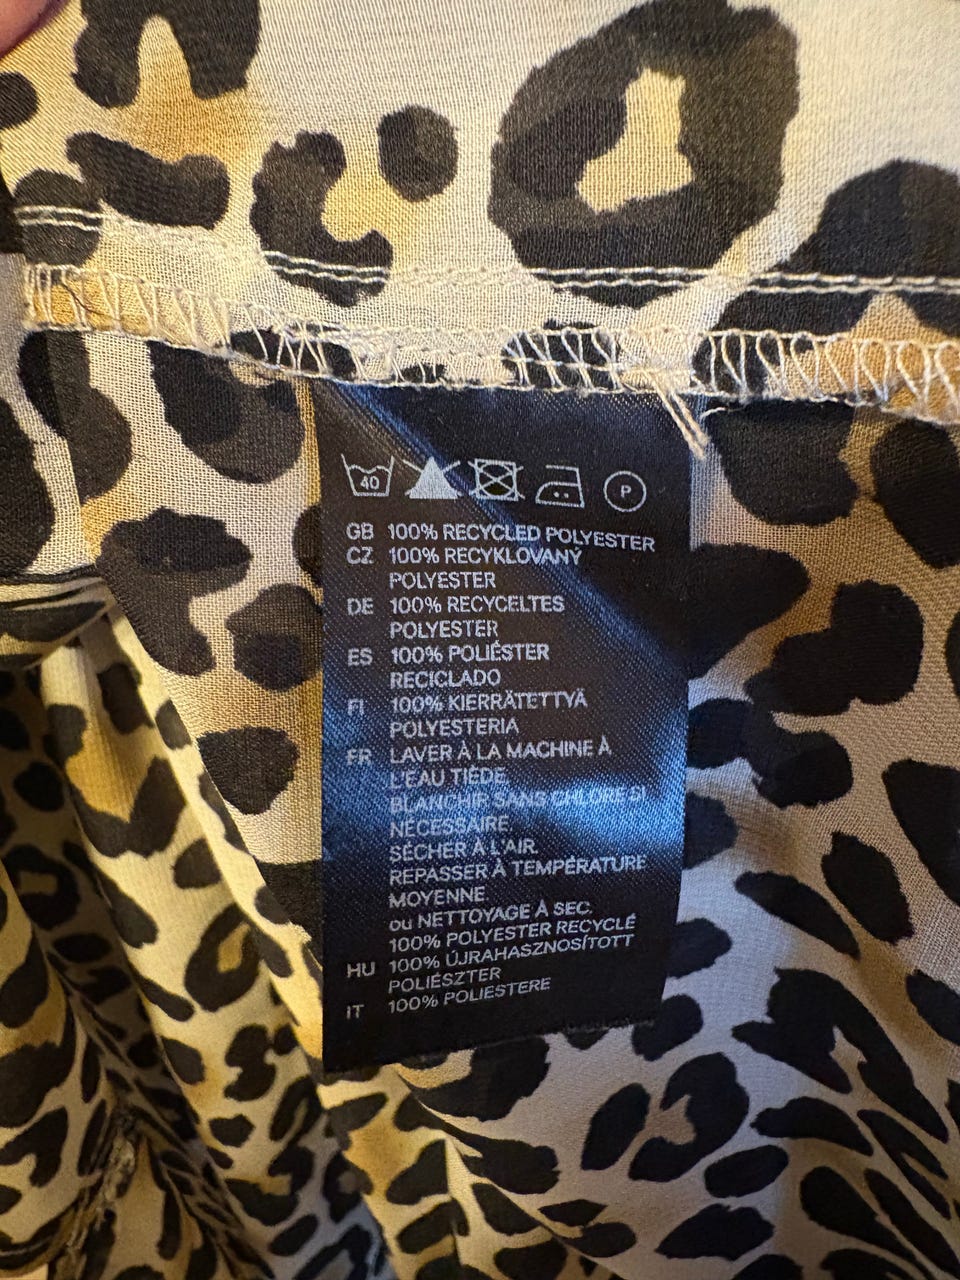 40
P
GB 100% RECYCLED POLYESTER
CZ 100% RECYKLOVANÝ
POLYESTER
DE 100% RECYCELTES
POLYESTER
ES 100% POLIÉSTER
RECICLADO
FI 100% KIERRÄTETTYÄ
POLYESTERIA
FR LAVER À LA MACHINE À
L'EAU TIÈDE.
BLANCHIR SANS CHLORE SI
NÉCESSAIRE.
SÉCHER À L'AIR.
REPASSER À TEMPÉRATURE
MOYENNE.
ou NETTOYAGE À SEC.
100% POLYESTER RECYCLÉ
HU 100% ÚJRAHASZNOSÍTOTT
POLIÉSZTER
IT 100% POLIESTERE